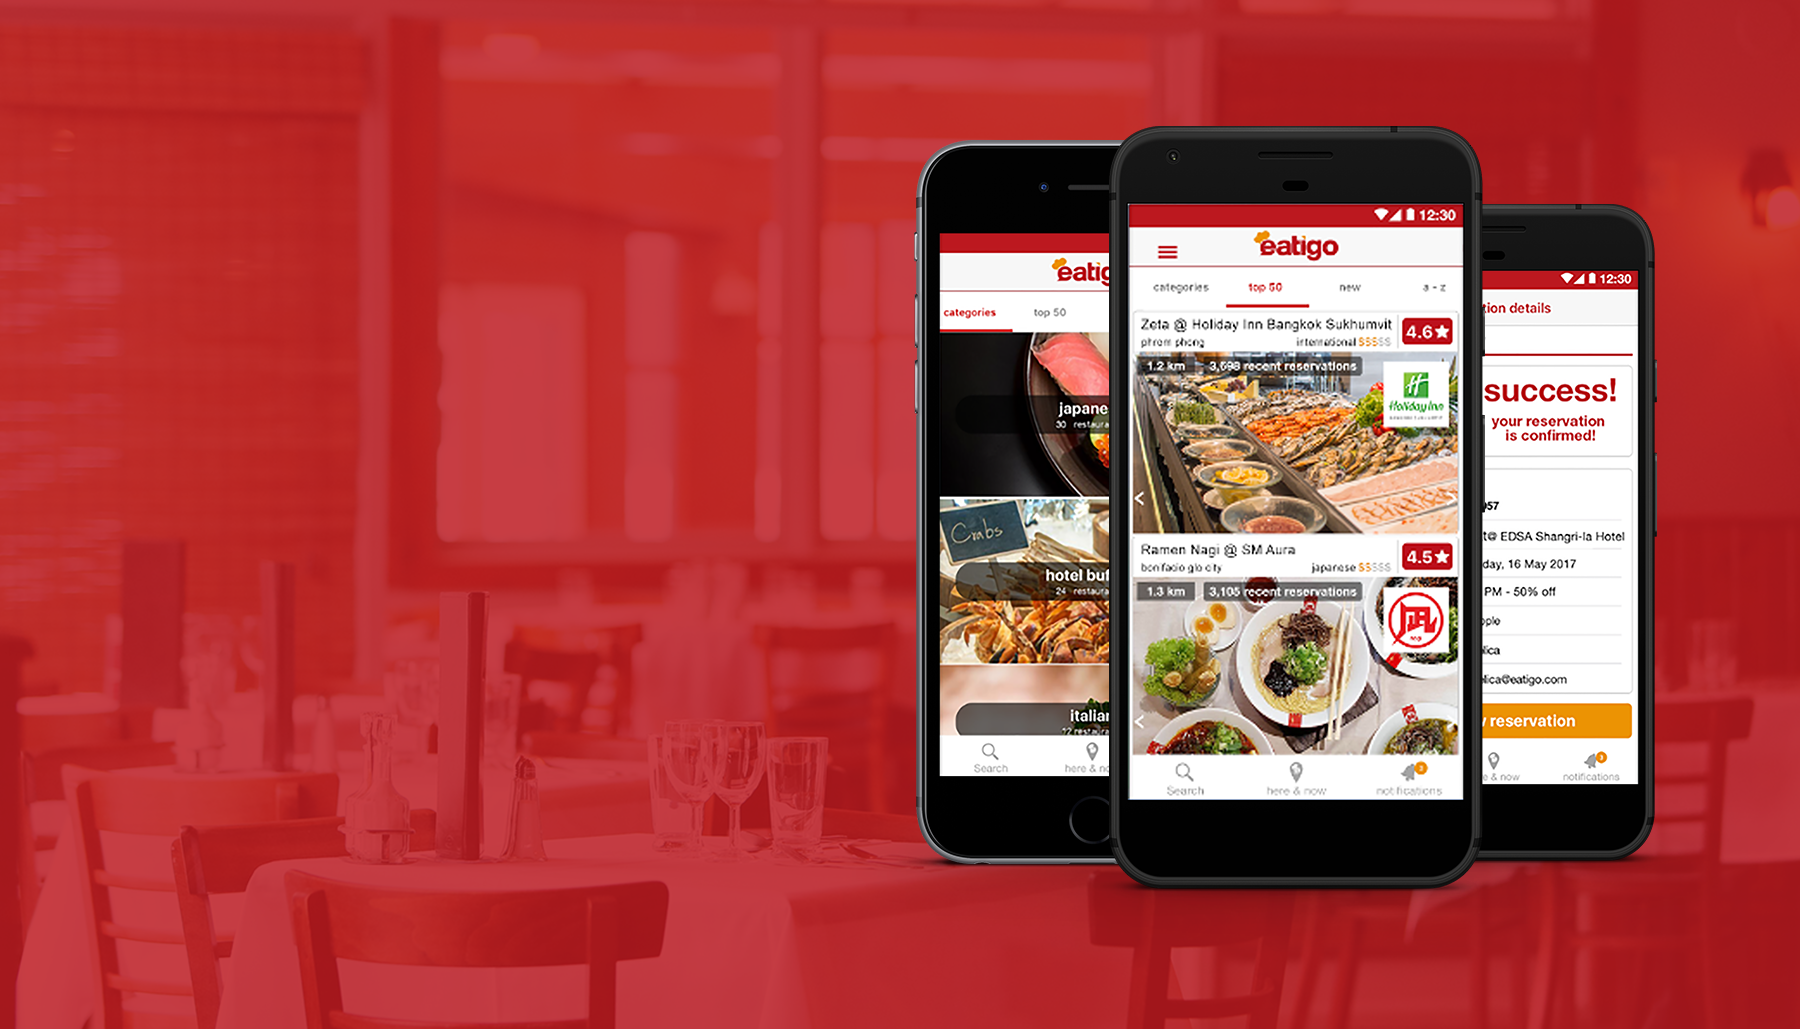 eatig
categories top 50
japane
30 restaura
Crabs
hotel buf
24 restaura
italian
restaura
Search here & no
12:30
eatigo
categories top 50 new a - z
Zeta @ Holiday Inn Bangkok Sukhumvit 4.6
phrom phong international $$$$$
1.2 km 3,698 recent reservations
Holiday Inn
Ramen Nagi @ SM Aura 4.5
bonifacio glo city japanese $$$$$
1.3 km 3,105 recent reservations
凪
Search here & now notifications
12:30
tion details
success!
your reservation
is confirmed!
957
t@ EDSA Shangri-la Hotel
day, 16 May 2017
PM - 50% off
ople
lica
lica@eatigo.com
reservation
e & now notifications